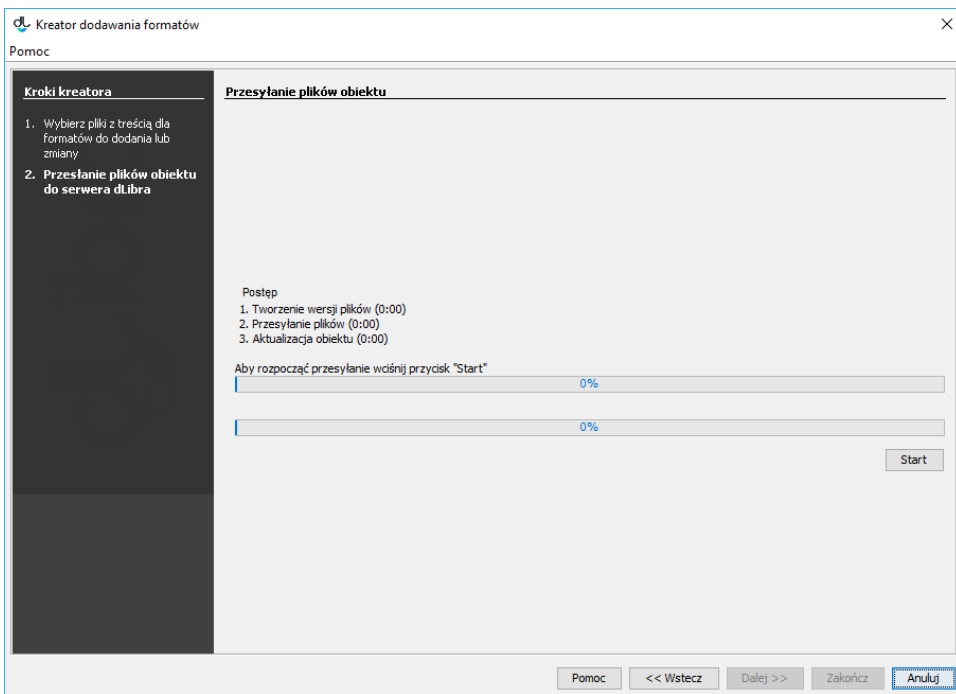 Kreator dodawania formatów
Pomoc
Kroki kreatora
1. Wybierz pliki z treścią dla
formatów do dodania lub
zmiany
2. Przesłanie plików obiektu
do serwera dLibra
Przesyłanie plików obiektu
Postęp
1. Tworzenie wersji plików (0:00)
2. Przesyłanie plików (0:00)
3. Aktualizacja obiektu (0:00)
Aby rozpocząć przesyłanie wciśnij przycisk "Start"
0%
0%
Start
Pomoc
<< Wstecz
Dalej >>
Zakończ
Anuluj